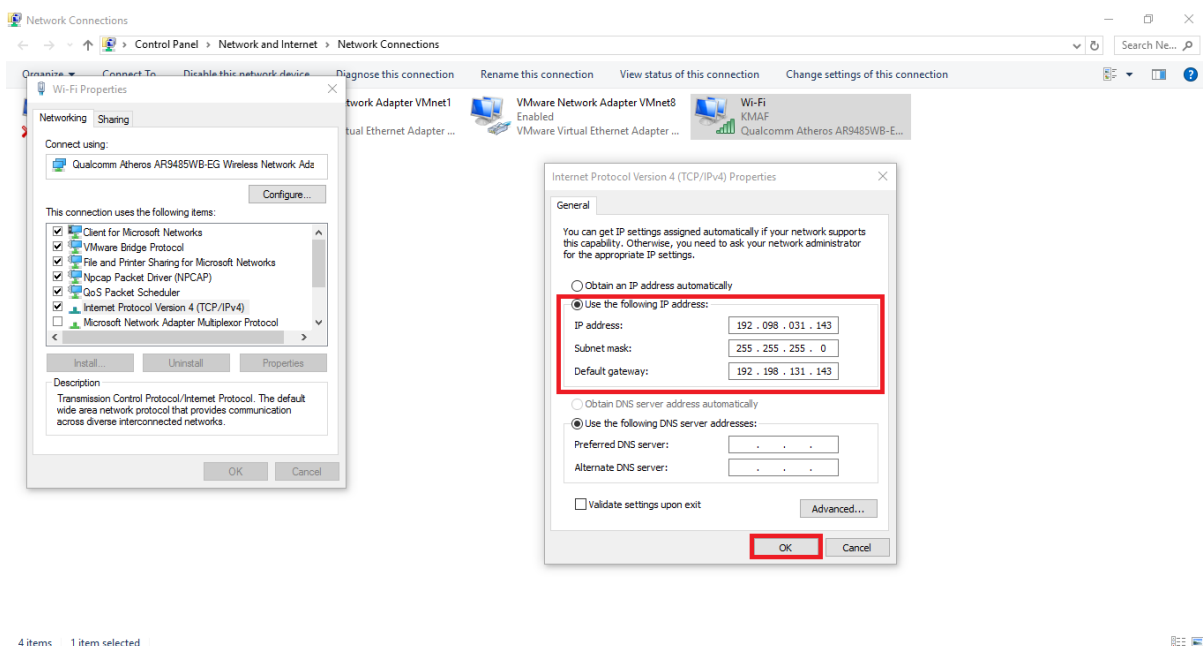 Network Connections
Control Panel > Network and Internet > Network Connections
Search Ne...
Organize Connect To Disable this network device Diagnose this connection Rename this connection View status of this connection Change settings of this connection
Wi-Fi Properties
Networking Sharing
Connect using:
Qualcomm Atheros AR9485WB-EG Wireless Network Ada
Configure...
This connection uses the following items:
Client for Microsoft Networks
VMware Bridge Protocol
File and Printer Sharing for Microsoft Networks
Npcap Packet Driver (NPCAP)
QoS Packet Scheduler
Internet Protocol Version 4 (TCP/IPv4)
Microsoft Network Adapter Multiplexor Protocol
Install... Uninstall Properties
Description
Transmission Control Protocol/Internet Protocol. The default
wide area network protocol that provides communication
across diverse interconnected networks.
OK Cancel
twork Adapter VMnet1
tual Ethernet Adapter ...
VMware Network Adapter VMnet8
Enabled
VMware Virtual Ethernet Adapter ...
Wi-Fi
KMAF
Qualcomm Atheros AR9485WB-E...
Internet Protocol Version 4 (TCP/IPv4) Properties
General
You can get IP settings assigned automatically if your network supports
this capability. Otherwise, you need to ask your network administrator
for the appropriate IP settings.
Obtain an IP address automatically
Use the following IP address:
IP address: 192 . 098 . 031 . 143
Subnet mask: 255 . 255 . 255 . 0
Default gateway: 192 . 198 . 131 . 143
Obtain DNS server address automatically
Use the following DNS server addresses:
Preferred DNS server: . . .
Alternate DNS server: . . .
Validate settings upon exit
Advanced...
OK Cancel
4 items 1 item selected